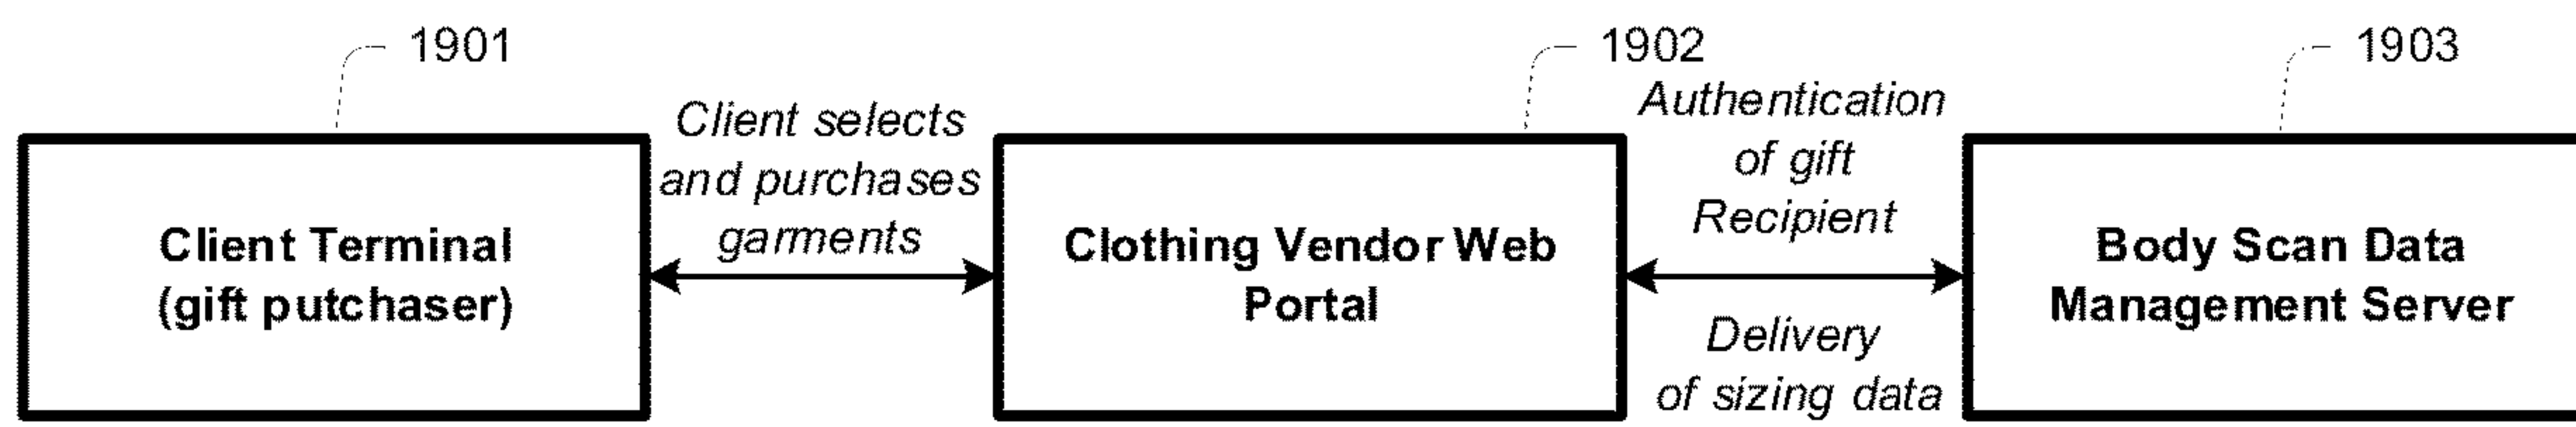 1901
1902
1903
Client selects
and purchases
garments
Authentication
of gift
Recipient
Client Terminal
(gift putchaser)
Clothing Vendor Web
Portal
Body Scan Data
Management Server
Delivery
of sizing data